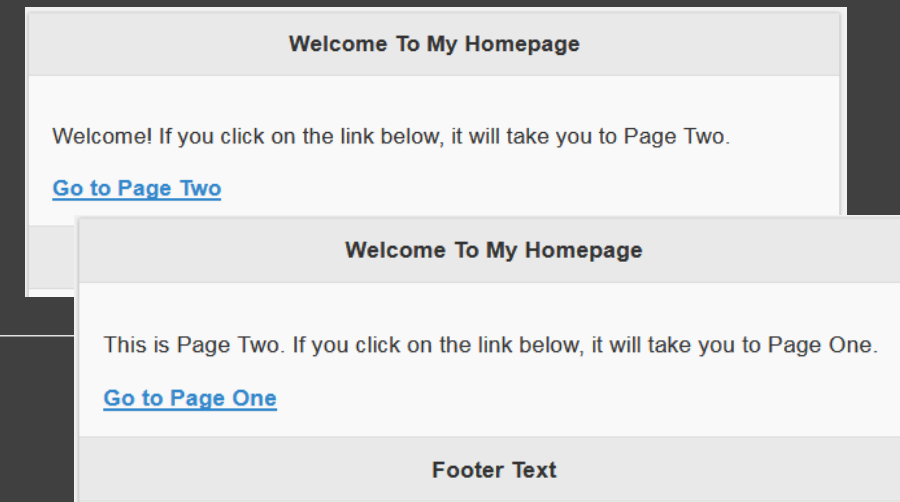 Welcome To My Homepage
Welcome! If you click on the link below, it will take you to Page Two.
Go to Page Two
Welcome To My Homepage
This is Page Two. If you click on the link below, it will take you to Page One.
Go to Page One
Footer Text